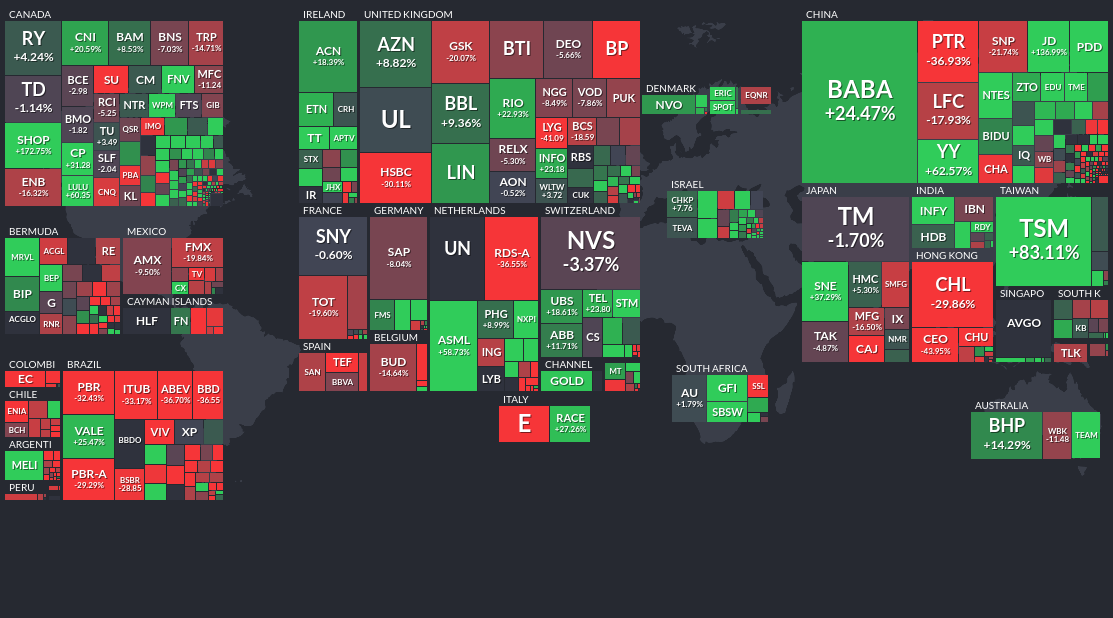 CANADA
RY
+4.24%
TD
-1.14%
SHOP
+172.75%
ENB
-16.32%
CNI
+20.59%
BAM
+8.53%
BNS
-7.03%
TRP
-14.71%
BCE
-2.98
BMO
-1.82
CP
+31.28
LULU
+60.35
SU
CM
FNV
MFC
-11.24
RCI
-5.25
NTR
WPM
FTS
GIB
TU
+3.49
QSR
IMO
SLF
-2.04
PBA
CNQ
KL
IRELAND
ACN
+18.39%
ETN
CRH
TT
APTV
STX
JHX
IR
UNITED KINGDOM
AZN
+8.82%
UL
HSBC
-30.11%
GSK
-20.07%
BBL
+9.36%
LIN
BTI
DEO
-5.66%
BP
RIO
+22.93%
NGG
-8.49%
VOD
-7.86%
PUK
RELX
-5.30%
AON
-0.52%
LYG
-41.09
BCS
-18.59
INFO
+23.18
RBS
WLTW
+3.72
CUK
DENMARK
NVO
ERIC
SPOT
EQNR
CHINA
BABA
+24.47%
PTR
-36.93%
LFC
-17.93%
YY
+62.57%
SNP
-21.74%
JD
+136.99%
PDD
NTES
ZTO
EDU
TME
BIDU
IQ
WB
CHA
ISRAEL
CHKP
+7.76
TEVA
JAPAN
TM
-1.70%
SNE
+37.29%
TAK
-4.87%
HMC
+5.30%
SMFG
MFG
-16.50%
IX
CAJ
NMR
INDIA
INFY
IBN
HDB
RDY
TAIWAN
TSM
+83.11%
HONG KONG
CHL
-29.86%
CEO
-43.95%
CHU
SINGAPO
AVGO
SOUTH K
KB
TLK
BERMUDA
MRVL
BIP
ACGLO
ACGL
BEP
G
RNR
RE
MEXICO
AMX
-9.50%
FMX
-19.84%
TV
CX
CAYMAN ISLANDS
HLF
FN
FRANCE
SNY
-0.60%
TOT
-19.60%
GERMANY
SAP
-8.04%
FMS
NETHERLANDS
UN
RDS-A
-36.55%
ASML
+58.73%
PHG
+8.99%
NXPI
ING
LYB
SWITZERLAND
NVS
-3.37%
UBS
+18.61%
TEL
+23.80
STM
ABB
+11.71%
CS
SPAIN
SAN
TEF
BBVA
BELGIUM
BUD
-14.64%
CHANNEL
GOLD
MT
ITALY
E
RACE
+27.26%
SOUTH AFRICA
AU
+1.79%
GFI
SSL
SBSW
AUSTRALIA
BHP
+14.29%
WBK
-11.48
TEAM
COLOMBI
EC
CHILE
ENIA
BCH
ARGENTI
MELI
PERU
BRAZIL
PBR
-32.43%
VALE
+25.47%
PBR-A
-29.29%
ITUB
-33.17%
ABEV
-36.70%
BBD
-36.55
BBDO
VIV
XP
BSBR
-28.85